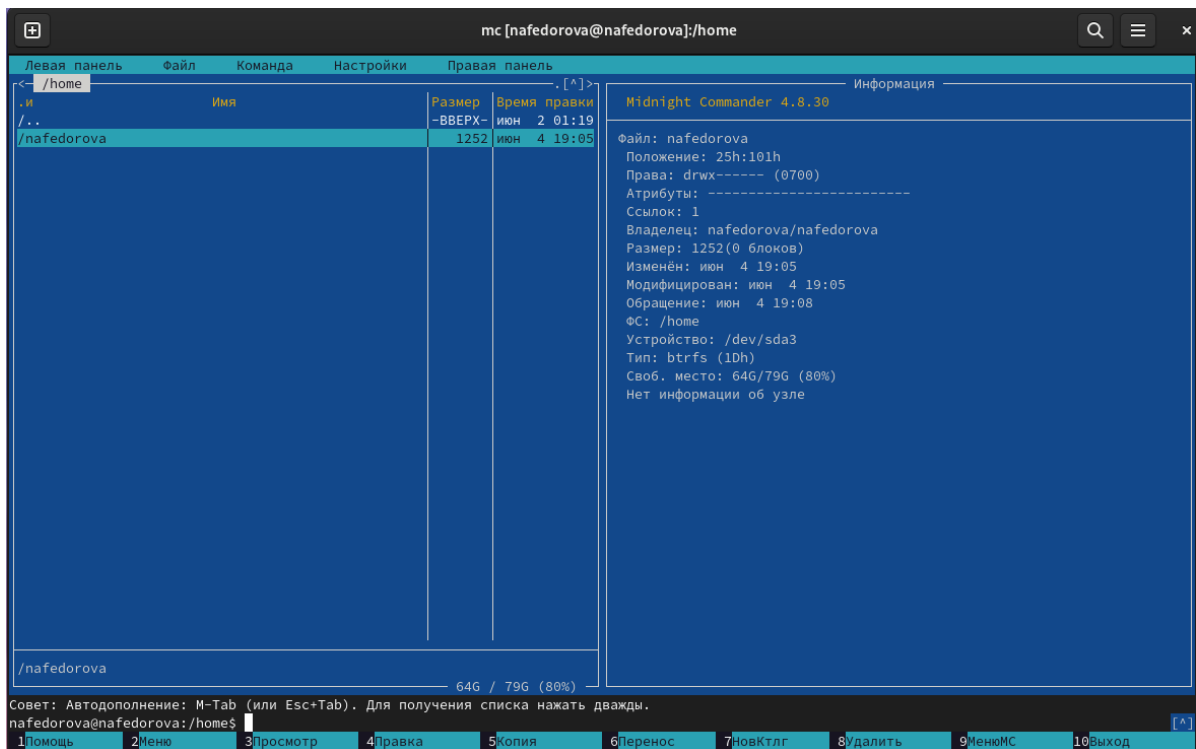 mc [nafedorova@nafedorova]:/home
Левая панель Файл Команда Настройки Правая панель
<- /home .[^]>
.и Имя Размер Время правки
/.. -ВВЕРХ- июн 2 01:19
/nafedorova 1252 июн 4 19:05
/nafedorova
64G / 79G (80%)
Информация
Midnight Commander 4.8.30
Файл: nafedorova
Положение: 25h:101h
Права: drwx------ (0700)
Атрибуты: -------------------------
Ссылок: 1
Владелец: nafedorova/nafedorova
Размер: 1252(0 блоков)
Изменён: июн 4 19:05
Модифицирован: июн 4 19:05
Обращение: июн 4 19:08
ФС: /home
Устройство: /dev/sda3
Тип: btrfs (1Dh)
Своб. место: 64G/79G (80%)
Нет информации об узле
Совет: Автодополнение: M-Tab (или Esc+Tab). Для получения списка нажать дважды.
nafedorova@nafedorova:/home$ [^]
1Помощь 2Меню 3Просмотр 4Правка 5Копия 6Перенос 7НовКтлг 8Удалить 9МенюMC 10Выход